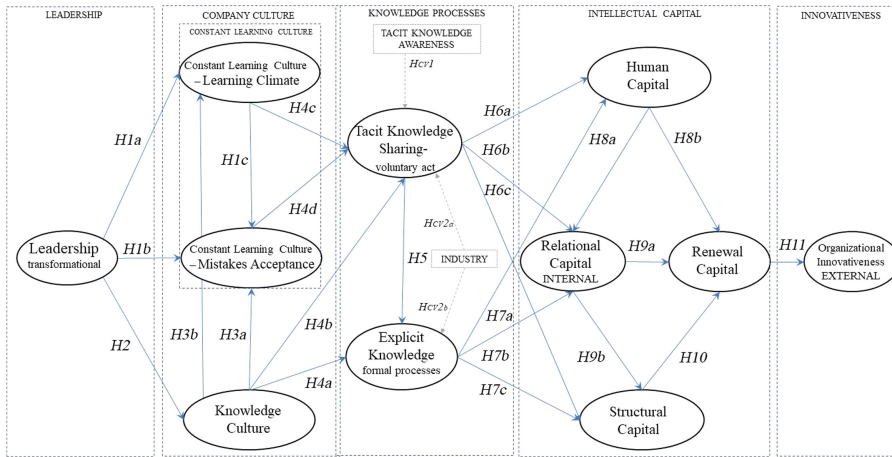 LEADERSHIP
COMPANY CULTURE
KNOWLEDGE PROCESSES
INTELLECTUAL CAPITAL
INNOVATIVENESS
CONSTANT LEARNING CULTURE
TACIT KNOWLEDGE
AWARENESS
Constant Learning Culture
– Learning Climate
Hcv1
Human
Capital
H4c
H6a
H8a
H8b
H1a
Tacit Knowledge
Sharing-
voluntary act
H1c
H6b
H6c
H4d
Hcv2a
Leadership
transformational
H1b
Constant Learning Culture
– Mistakes Acceptance
H5
INDUSTRY
Relational
Capital
INTERNAL
H9a
Renewal
Capital
H11
Organizational
Innovativeness
EXTERNAL
Hcv2b
H2
H3b
H3a
H4b
H7a
Explicit
Knowledge
formal processes
H7b
H9b
H10
H4a
H7c
Knowledge
Culture
Structural
Capital